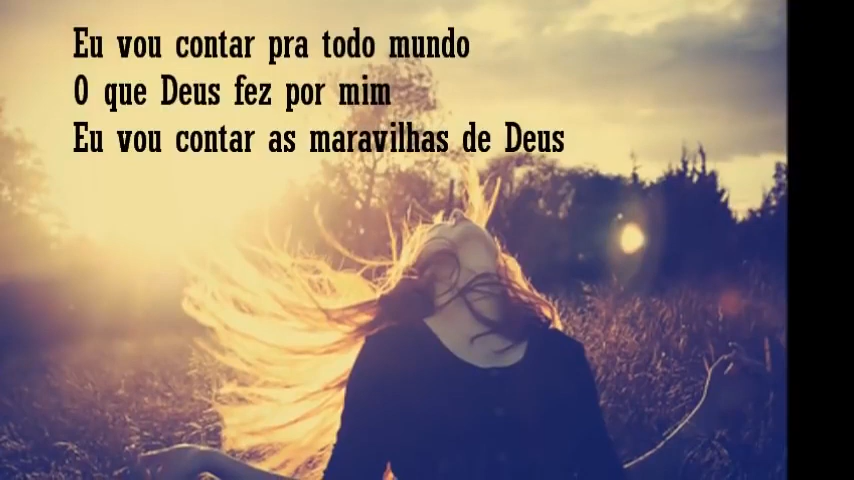 Eu vou contar pra todo mundo
O que Deus fez por mim
Eu vou contar as maravilhas de Deus